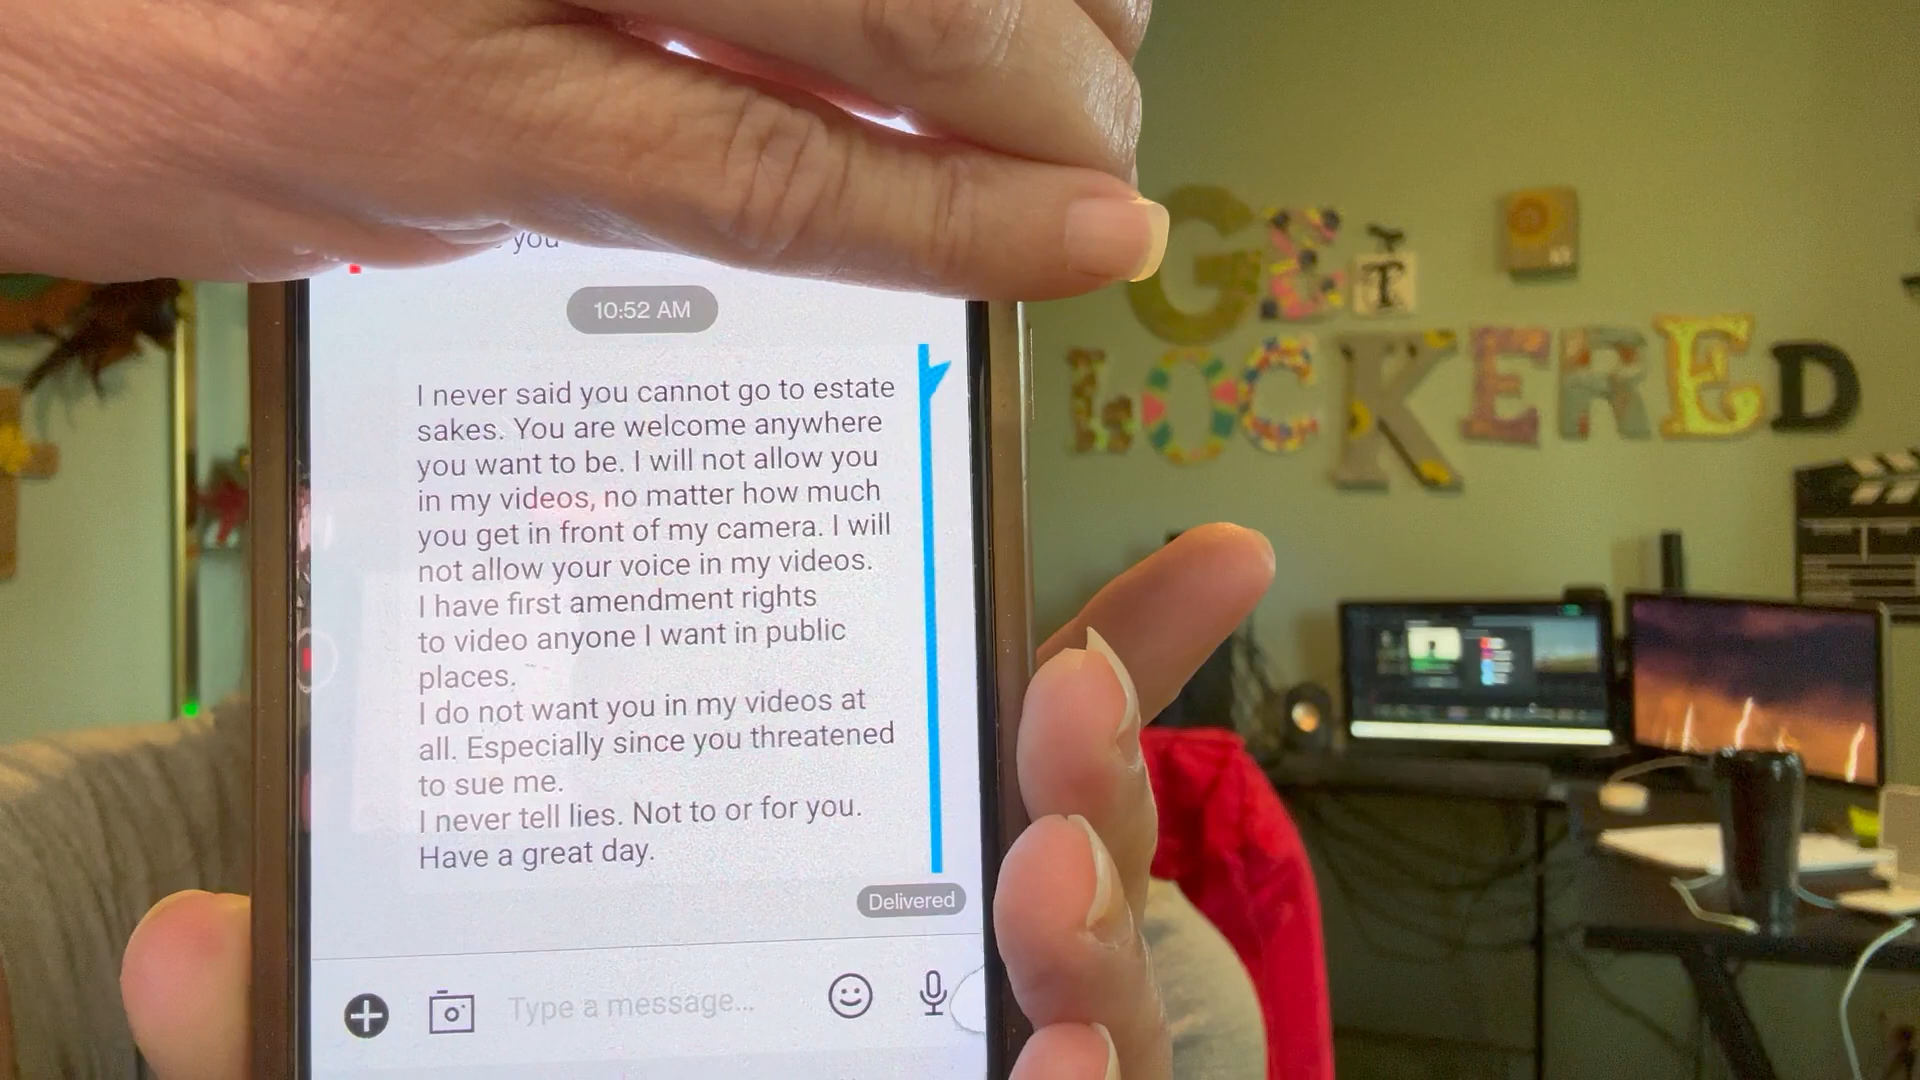 you
10:52 AM
I never said you cannot go to estate
sakes. You are welcome anywhere
you want to be. I will not allow you
in my videos, no matter how much
you get in front of my camera. I will
not allow your voice in my videos.
I have first amendment rights
to video anyone I want in public
places.
I do not want you in my videos at
all. Especially since you threatened
to sue me.
I never tell lies. Not to or for you.
Have a great day.
Delivered
Type a message...
GET
LOCKERED